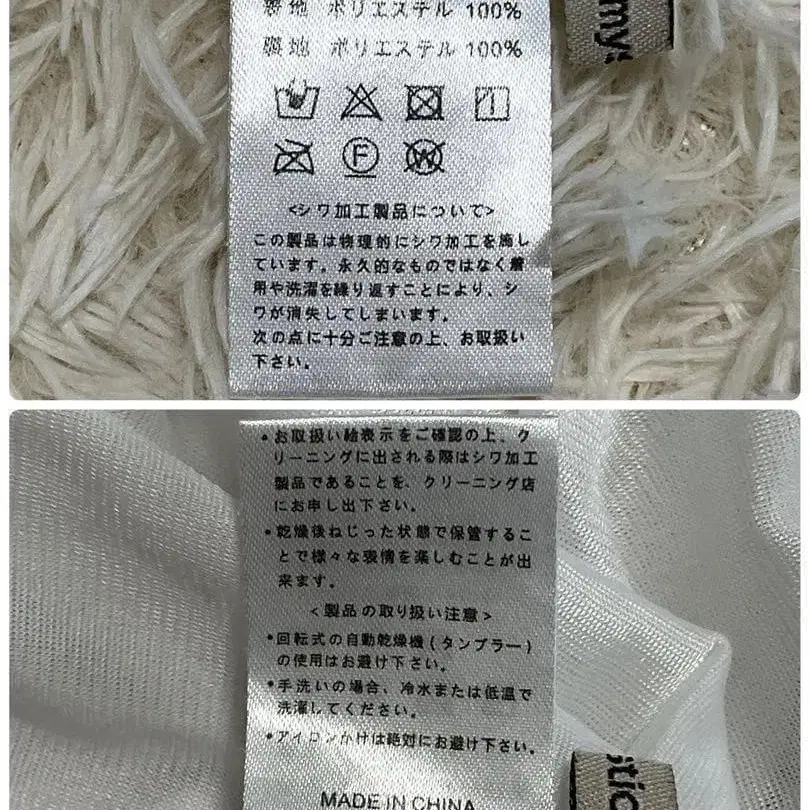 表地 ポリエステル 100%
裏地 ポリエステル 100%
F
W
<シワ加工製品について>
この製品は物理的にシワ加工を施し
ています。永久的なものではなく着
用や洗濯を繰り返すことにより、シ
ワが消失してしまいます。
次の点に十分ご注意の上、お取扱い
下さい。
my
•お取扱い絵表示をご確認の上、ク
リーニングに出される際はシワ加工
製品であることを、クリーニング店
にお申し出下さい。
•乾燥後ねじった状態で保管するこ
とで様々な表情を楽しむことが出
来ます。
<製品の取り扱い注意>
•回転式の自動乾燥機(タンブラー)
の使用はお避け下さい。
•手洗いの場合、冷水または低温で
洗濯してください。
•アイロンかけは絶対にお避け下さい。
MADE IN CHINA
stic